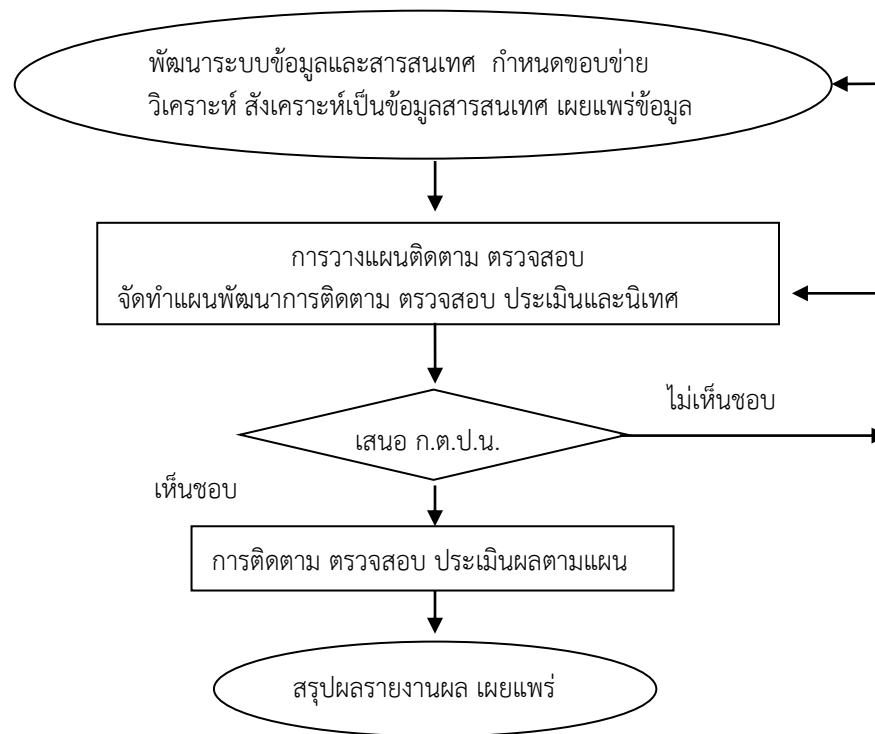 พัฒนาระบบข้อมูลและสารสนเทศ กำหนดขอบข่าย
วิเคราะห์ สังเคราะห์เป็นข้อมูลสารสนเทศ เผยแพร่ข้อมูล
การวางแผนติดตาม ตรวจสอบ
จัดทำแผนพัฒนาการติดตาม ตรวจสอบ ประเมินและนิเทศ
ไม่เห็นชอบ
เสนอ ก.ต.ป.น.
เห็นชอบ
การติดตาม ตรวจสอบ ประเมินผลตามแผน
สรุปผลรายงานผล เผยแพร่